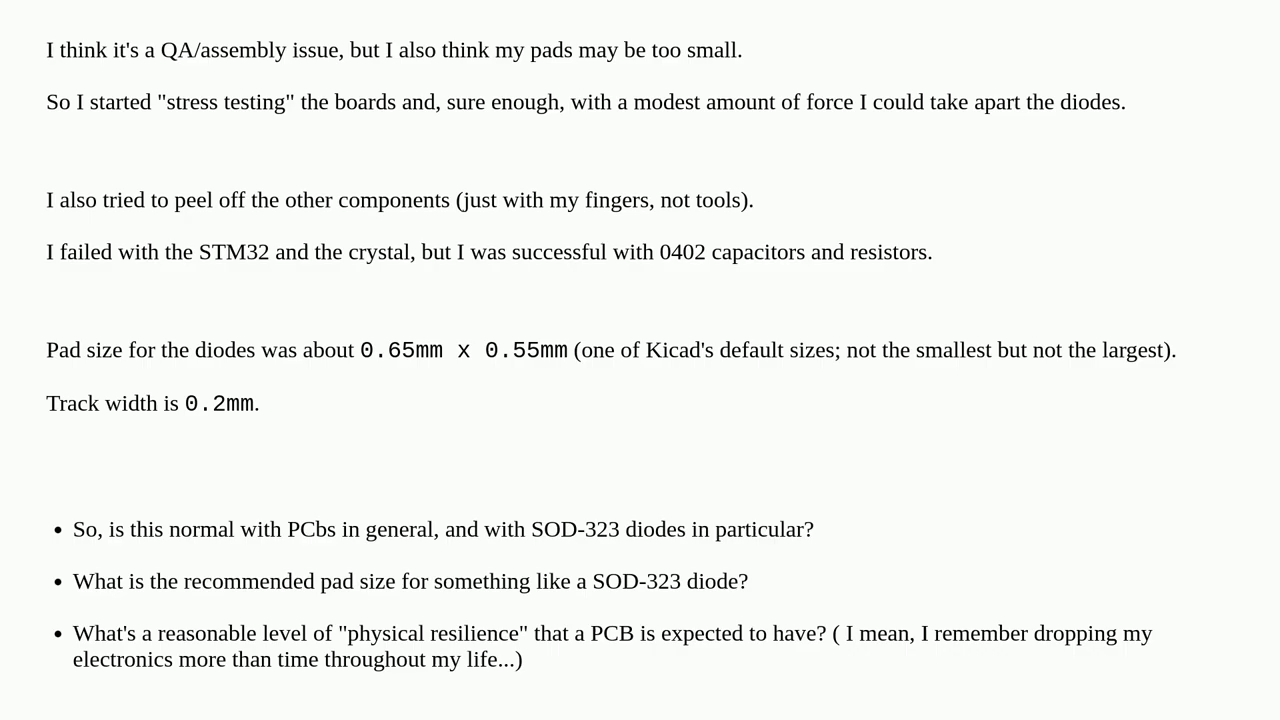 I think it's a QA/assembly issue, but I also think my pads may be too small.
So I started "stress testing" the boards and, sure enough, with a modest amount of force I could take apart the diodes.
I also tried to peel off the other components (just with my fingers, not tools).
I failed with the STM32 and the crystal, but I was successful with 0402 capacitors and resistors.
Pad size for the diodes was about 0.65mm x 0.55mm (one of Kicad's default sizes; not the smallest but not the largest).
Track width is 0.2mm.
• So, is this normal with PCbs in general, and with SOD-323 diodes in particular?
• What is the recommended pad size for something like a SOD-323 diode?
• What's a reasonable level of "physical resilience" that a PCB is expected to have? ( I mean, I remember dropping my
electronics more than time throughout my life...)